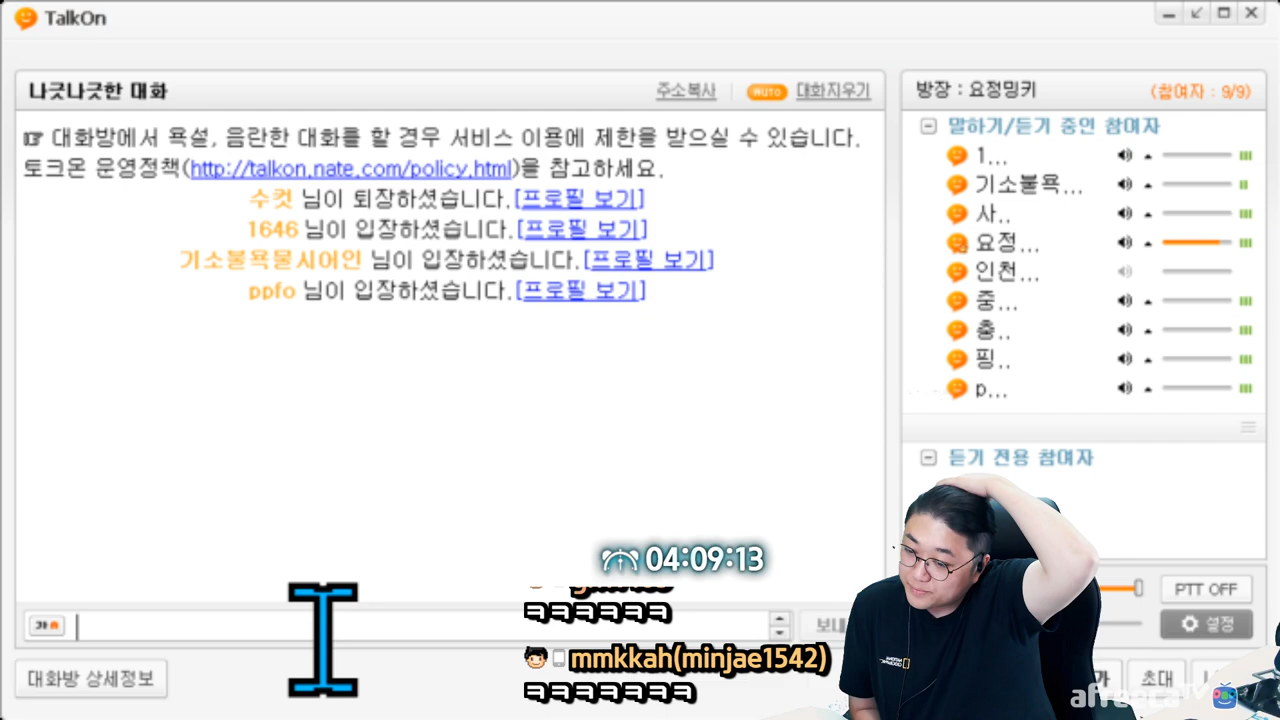 TalkOn
나긋나긋한 대화
주소복사
AUTO
대화지우기
☞ 대화방에서 욕설, 음란한 대화를 할 경우 서비스 이용에 제한을 받으실 수 있습니다.
토크온 운영정책(http://talkon.nate.com/policy.html)을 참고하세요.
수컷 님이 퇴장하셨습니다.[프로필 보기]
1646 님이 입장하셨습니다.[프로필 보기]
기소불욕물시어인 님이 입장하셨습니다.[프로필 보기]
ppfo 님이 입장하셨습니다.[프로필 보기]
방장 : 요정밍키
(참여자 : 9/9)
말하기/듣기 중인 참여자
1...
기소불욕...
사..
요정...
인천...
중...
충..
핑..
p...
듣기 전용 참여자
04:09:13
ㅋㅋㅋㅋㅋㅋ
mmkkah(minjae1542)
ㅋㅋㅋㅋㅋㅋㅋ
가
보내
PTT OFF
설정
대화방 상세정보
가
초대
afreecaTV